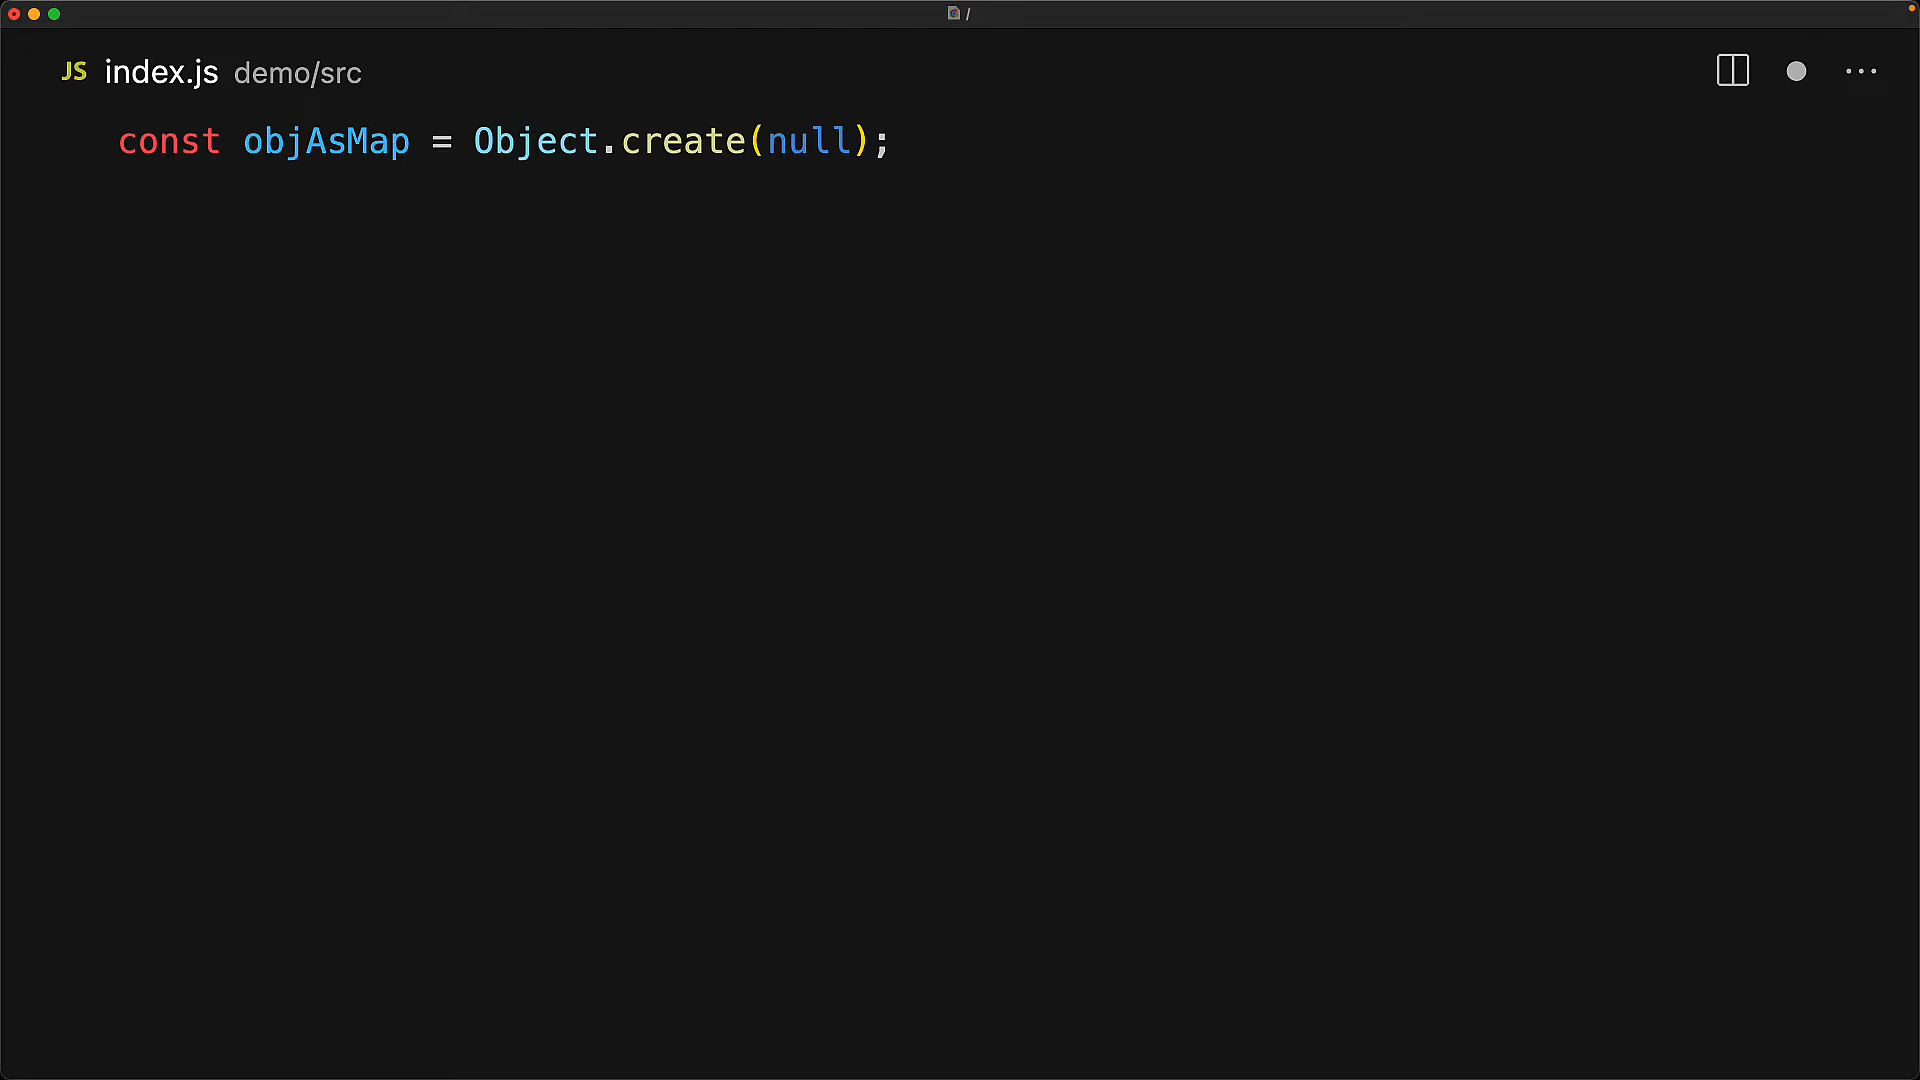 /
JS index.js demo/src
const objAsMap = Object.create(null);